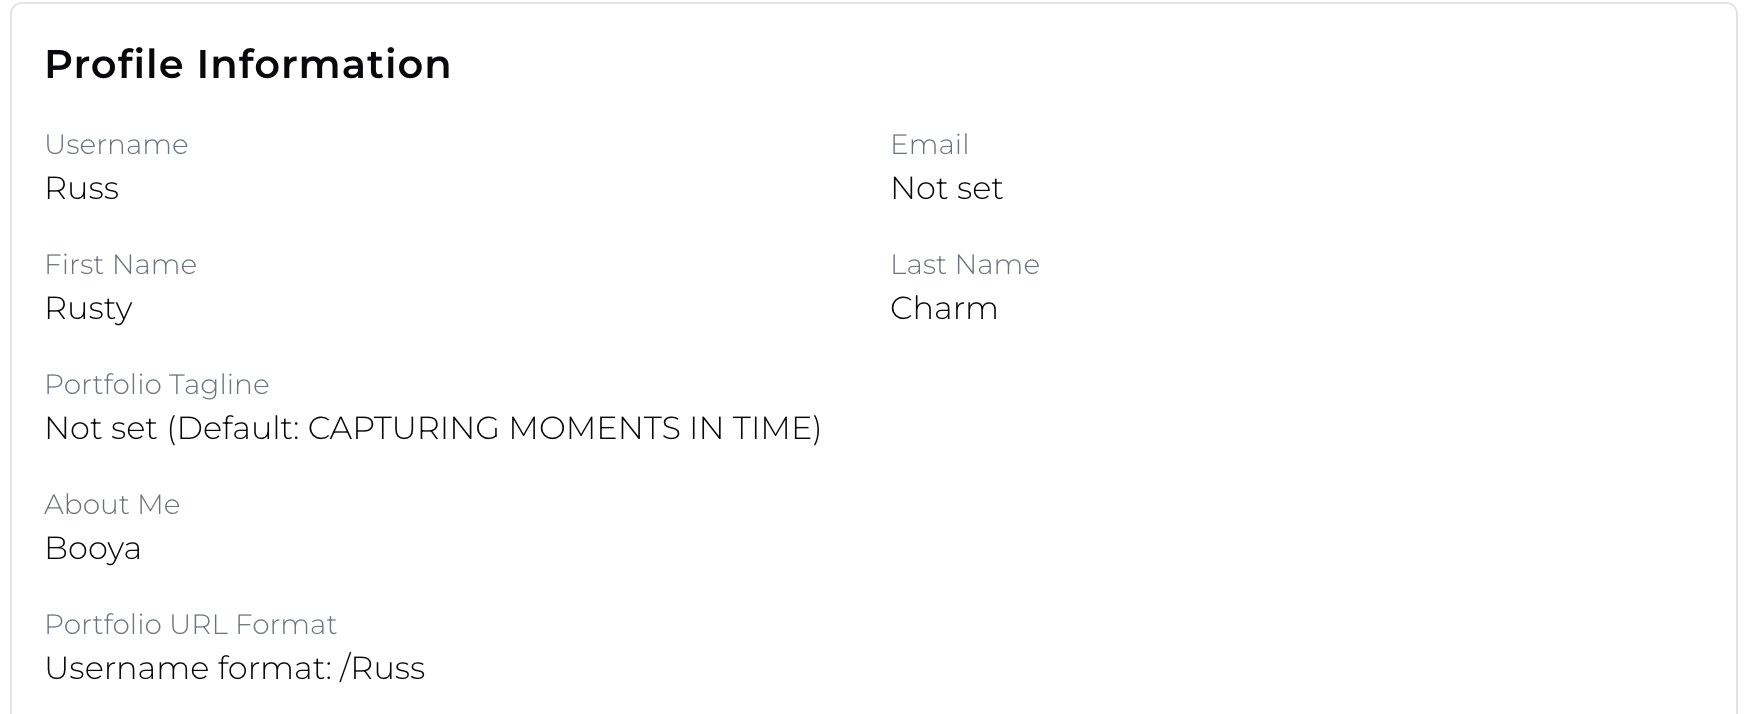 Profile Information
Username
Russ
Email
Not set
First Name
Rusty
Last Name
Charm
Portfolio Tagline
Not set (Default: CAPTURING MOMENTS IN TIME)
About Me
Booya
Portfolio URL Format
Username format: /Russ